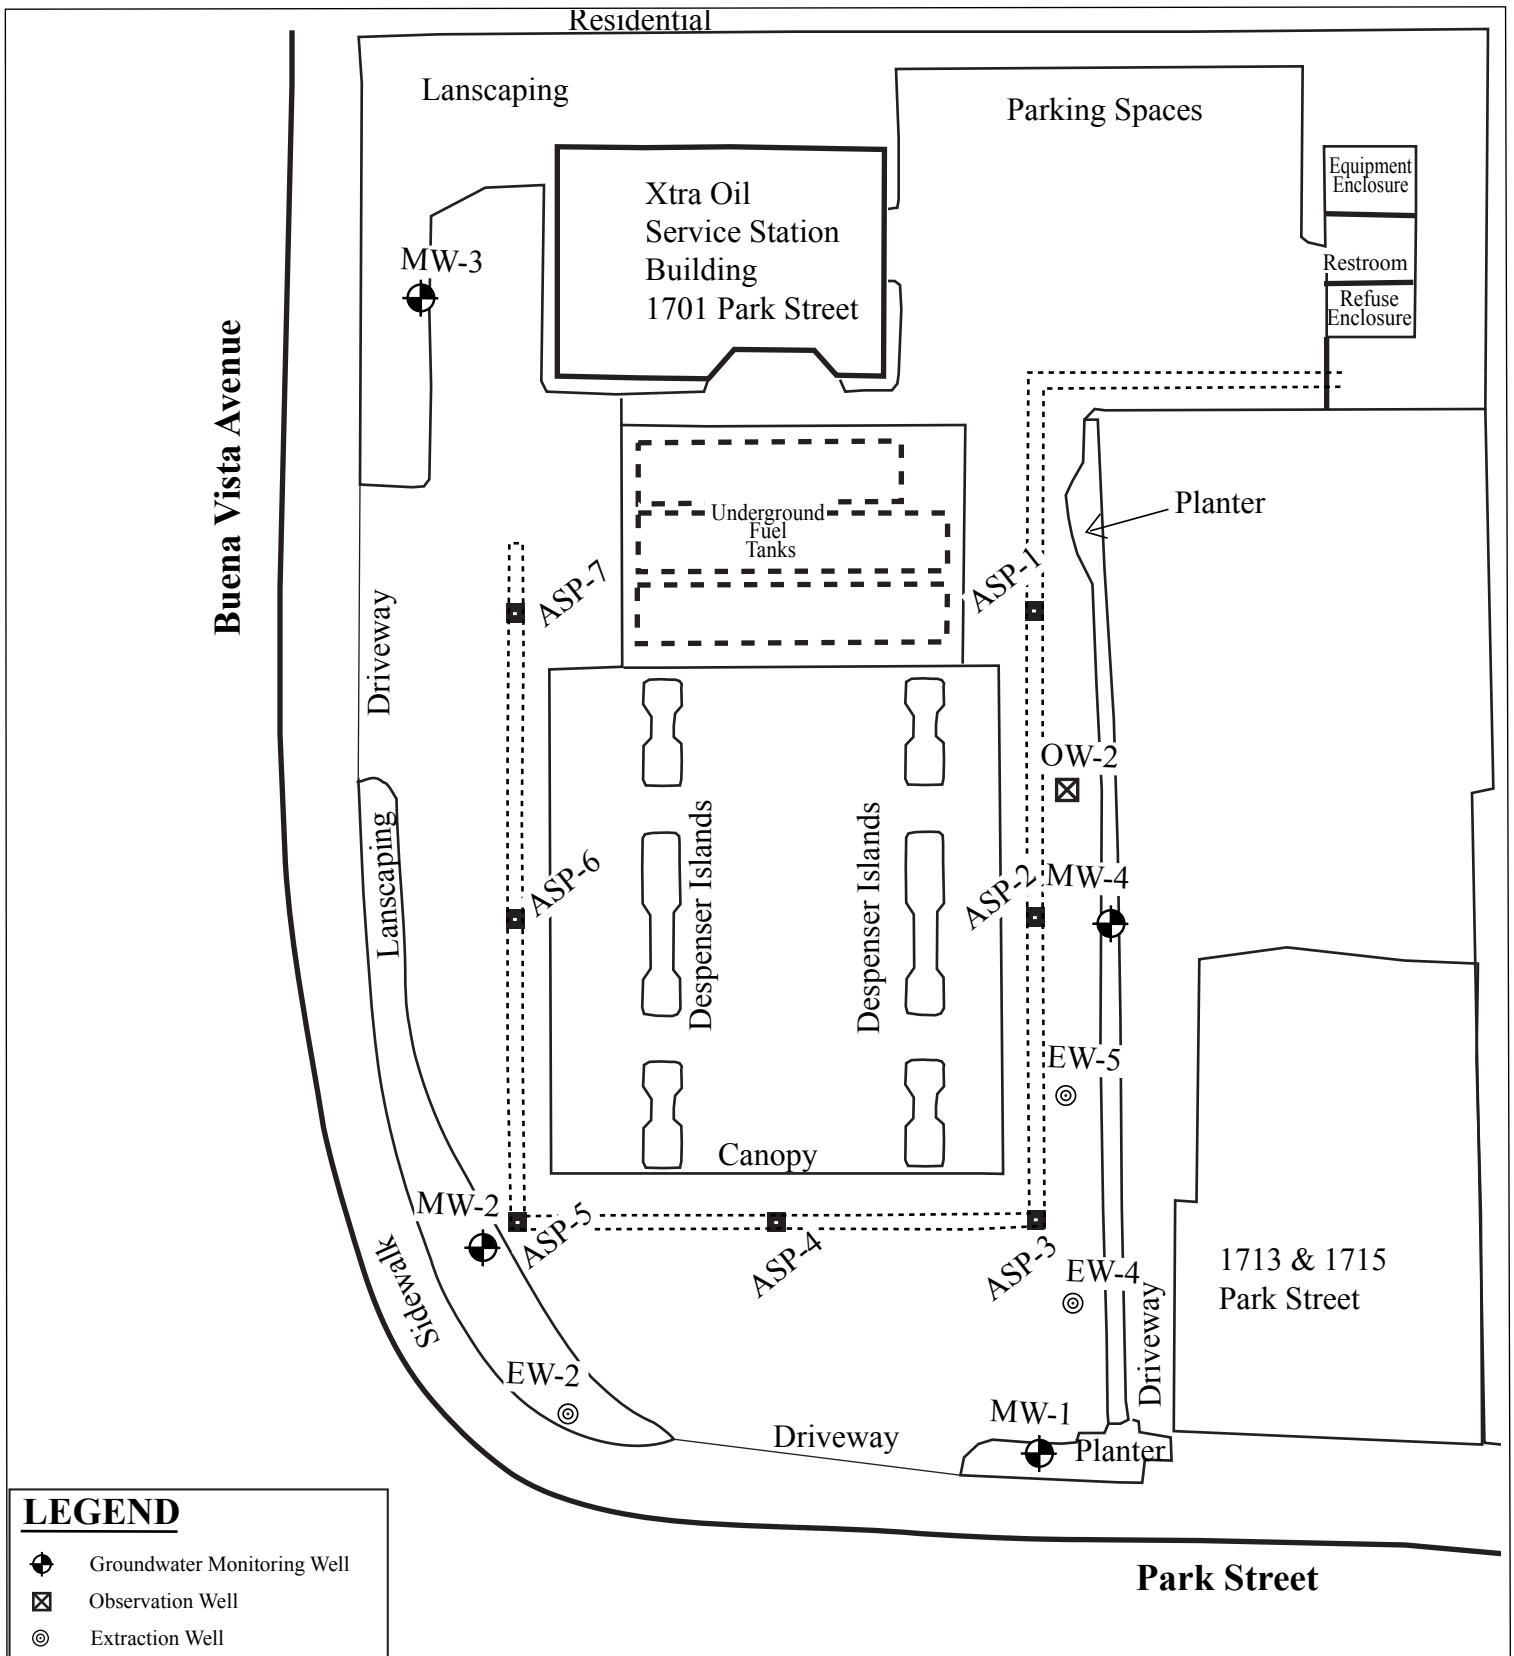 Residential
Lanscaping
Parking Spaces
Equipment
Enclosure
Xtra Oil
Service Station
Building
1701 Park Street
MW-3
Restroom
Refuse
Enclosure
Buena Vista Avenue
Planter
Underground
Fuel
Tanks
ASP-7
ASP-1
Driveway
OW-2
Lanscaping
Despenser Islands
Despenser Islands
ASP-6
ASP-2
MW-4
EW-5
Canopy
MW-2
ASP-5
ASP-4
ASP-3
Sidewalk
EW-4
1713 & 1715
Park Street
Driveway
EW-2
MW-1
Driveway
Planter
LEGEND
Groundwater Monitoring Well
Observation Well
Extraction Well
Park Street